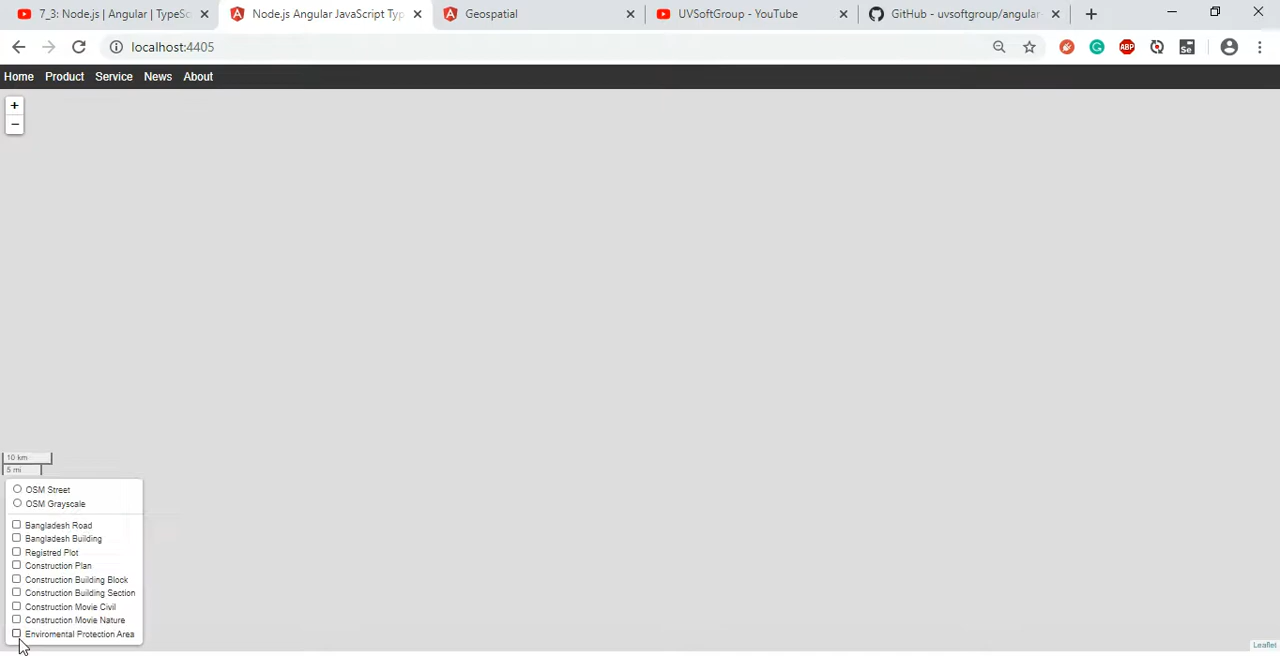 7_3: Node.js | Angular | TypeSc
Node.js Angular JavaScript Typ
Geospatial
UVSoftGroup - YouTube
GitHub - uvsoftgroup/angular-
localhost:4405
ABP
Se
Home Product Service News About
+
−
10 km
5 mi
OSM Street
OSM Grayscale
Bangladesh Road
Bangladesh Building
Registred Plot
Construction Plan
Construction Building Block
Construction Building Section
Construction Movie Civil
Construction Movie Nature
Enviromental Protection Area
Leaflet